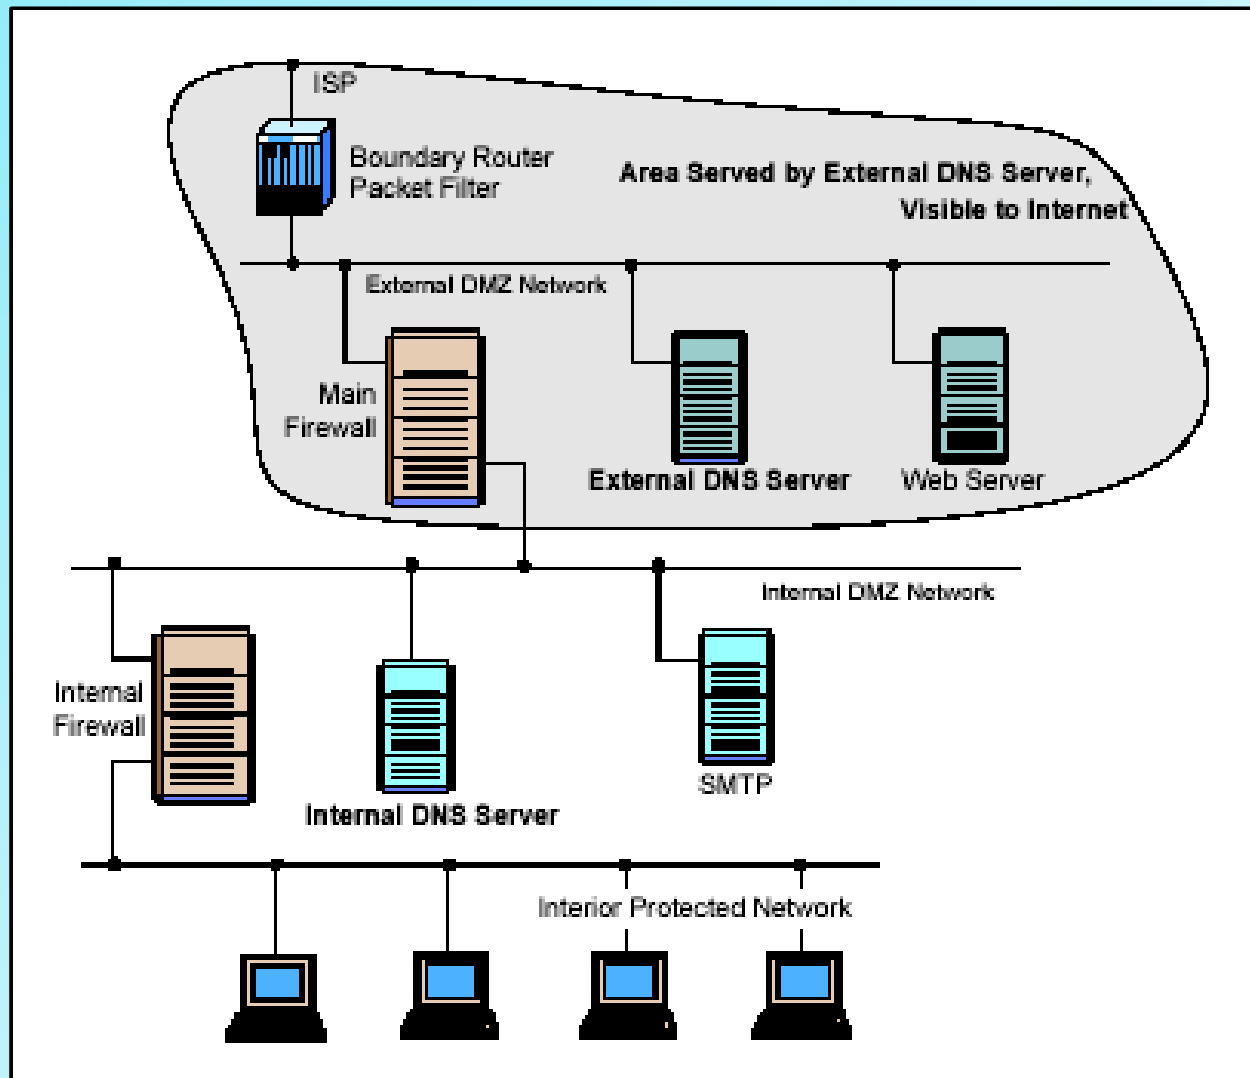 ISP
Boundary Router
Packet Filter
Area Served by External DNS Server,
Visible to Internet
External DMZ Network
Main
Firewall
External DNS Server
Web Server
Internal DMZ Network
Internal
Firewall
Internal DNS Server
SMTP
Interior Protected Network